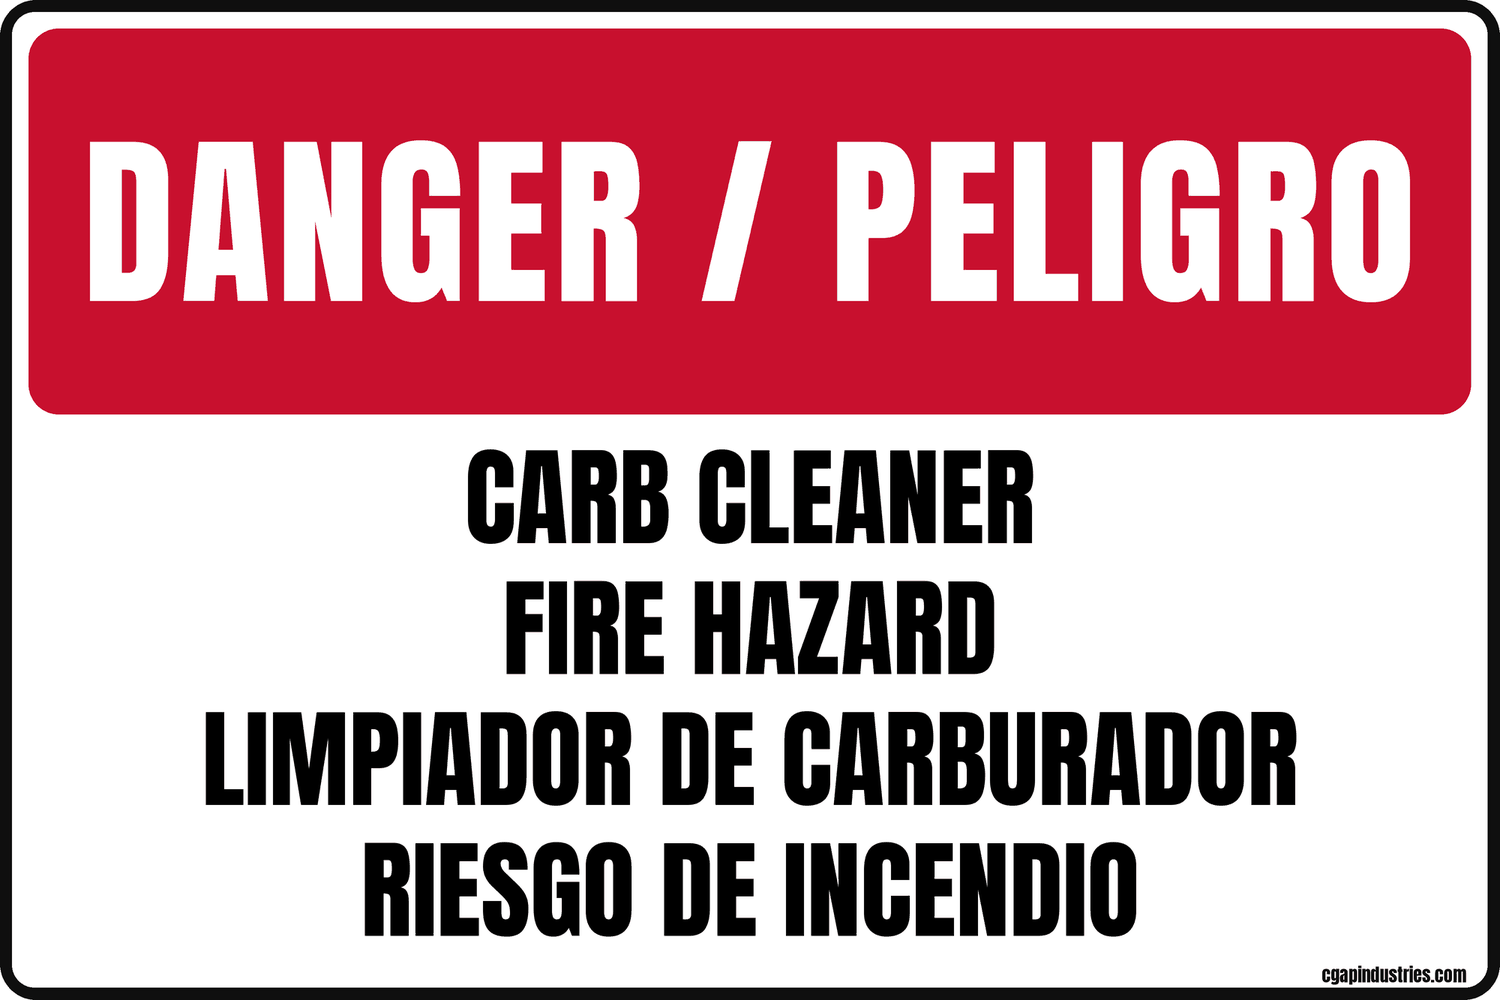 DANGER / PELIGRO
CARB CLEANER
FIRE HAZARD
LIMPIADOR DE CARBURADOR
RIESGO DE INCENDIO
cgapindustries.com